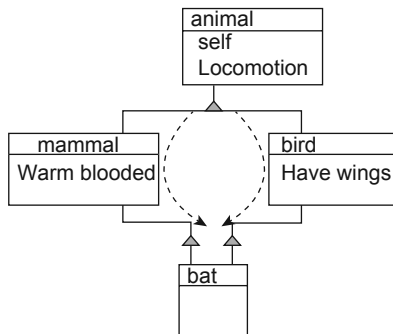 animal
self
Locomotion
mammal
Warm blooded
bird
Have wings
bat